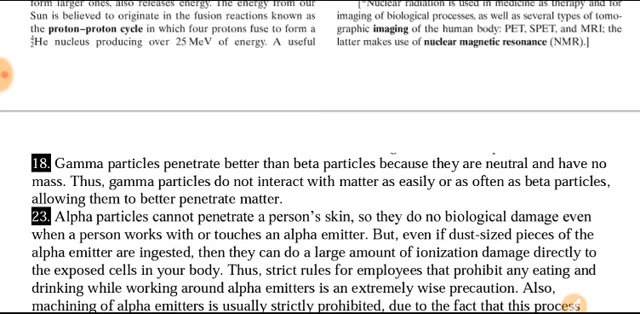 form larger ones, also releases energy. The energy from our
Sun is believed to originate in the fusion reactions known as
the proton–proton cycle in which four protons fuse to form a
⁴₂He nucleus producing over 25 MeV of energy. A useful
[*Nuclear radiation is used in medicine as therapy and for
imaging of biological processes, as well as several types of tomo-
graphic imaging of the human body: PET, SPET, and MRI; the
latter makes use of nuclear magnetic resonance (NMR).]
18. Gamma particles penetrate better than beta particles because they are neutral and have no
mass. Thus, gamma particles do not interact with matter as easily or as often as beta particles,
allowing them to better penetrate matter.
23. Alpha particles cannot penetrate a person's skin, so they do no biological damage even
when a person works with or touches an alpha emitter. But, even if dust-sized pieces of the
alpha emitter are ingested, then they can do a large amount of ionization damage directly to
the exposed cells in your body. Thus, strict rules for employees that prohibit any eating and
drinking while working around alpha emitters is an extremely wise precaution. Also,
machining of alpha emitters is usually strictly prohibited, due to the fact that this process